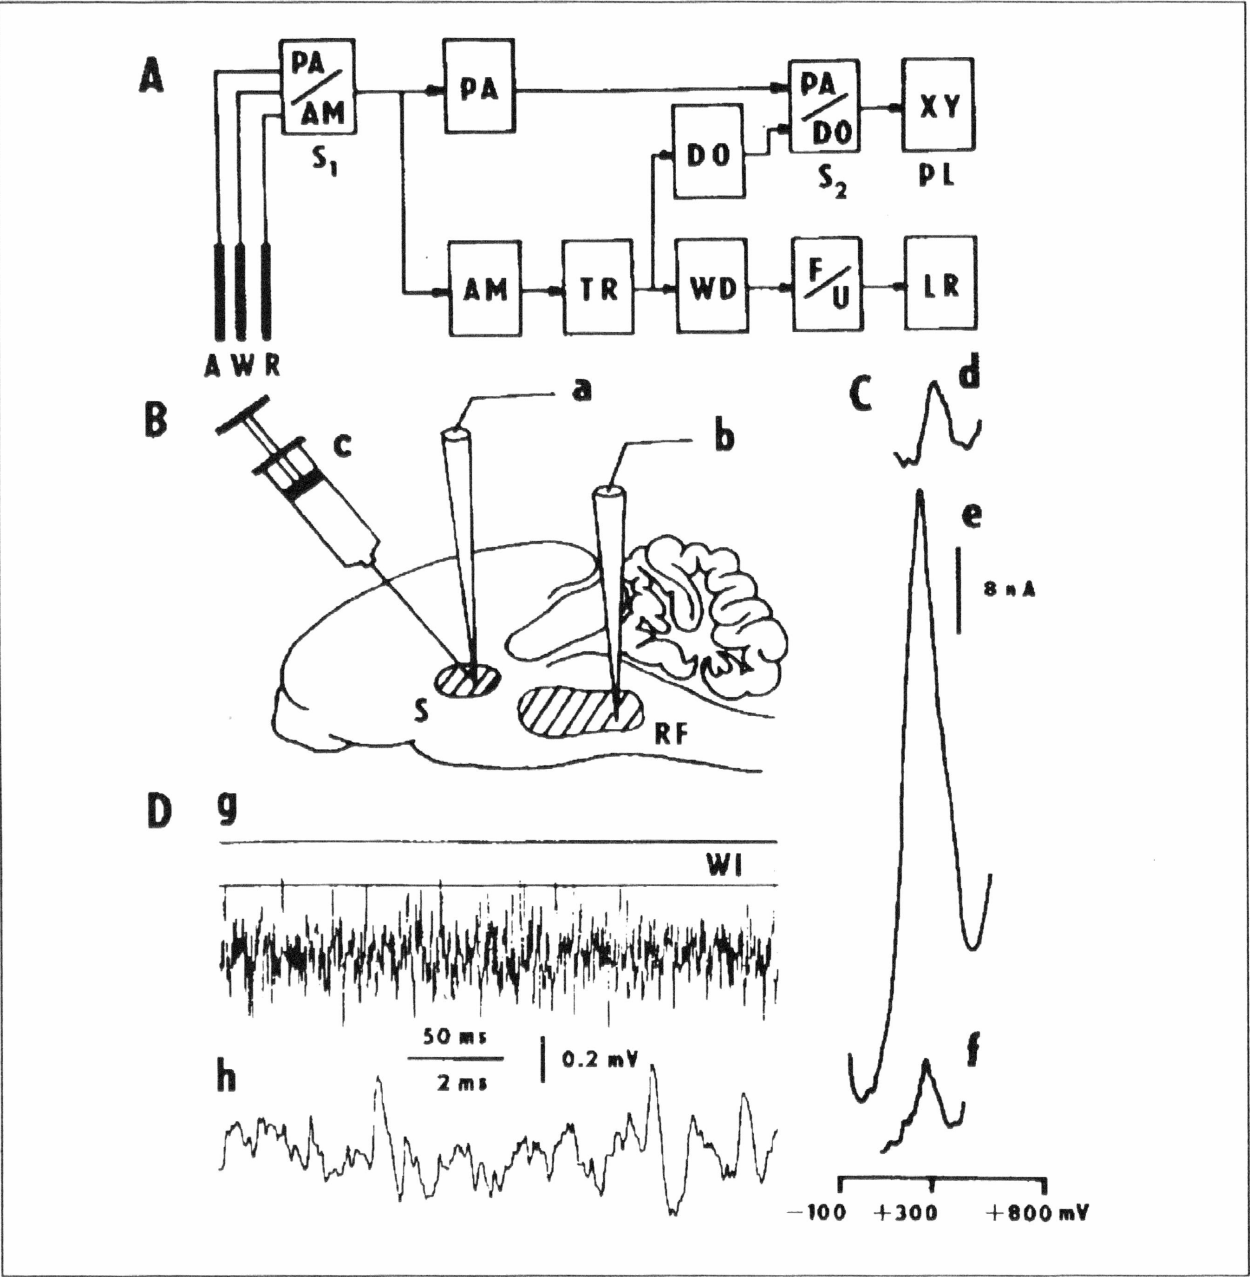 A
PA/AM
S1
PA
DO
PA/DO
S2
XY
PL
AM
TR
WD
F/U
LR
A W R
B
c
a
b
S
RF
C
d
e
8 nA
f
-100 +300 +800 mV
D
g
WI
50 ms
2 ms
0.2 mV
h